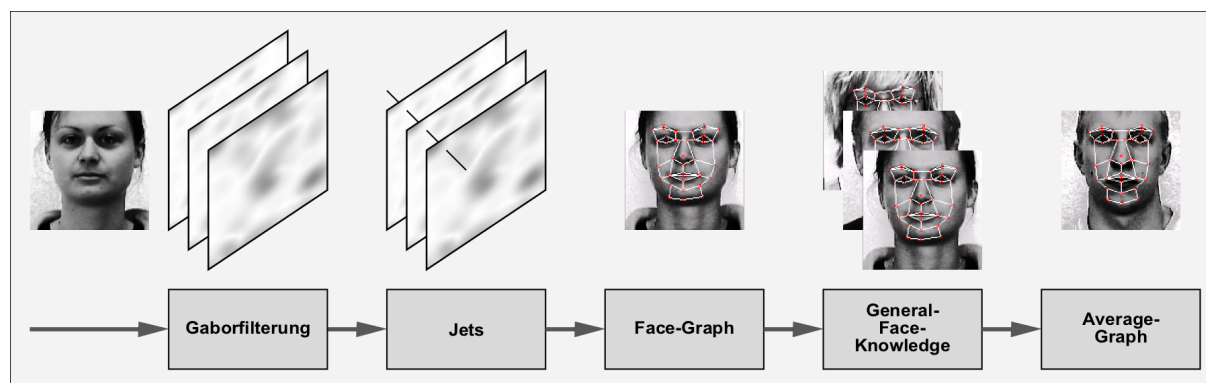 Gaborfilterung
Jets
Face-Graph
General-
Face-
Knowledge
Average-
Graph